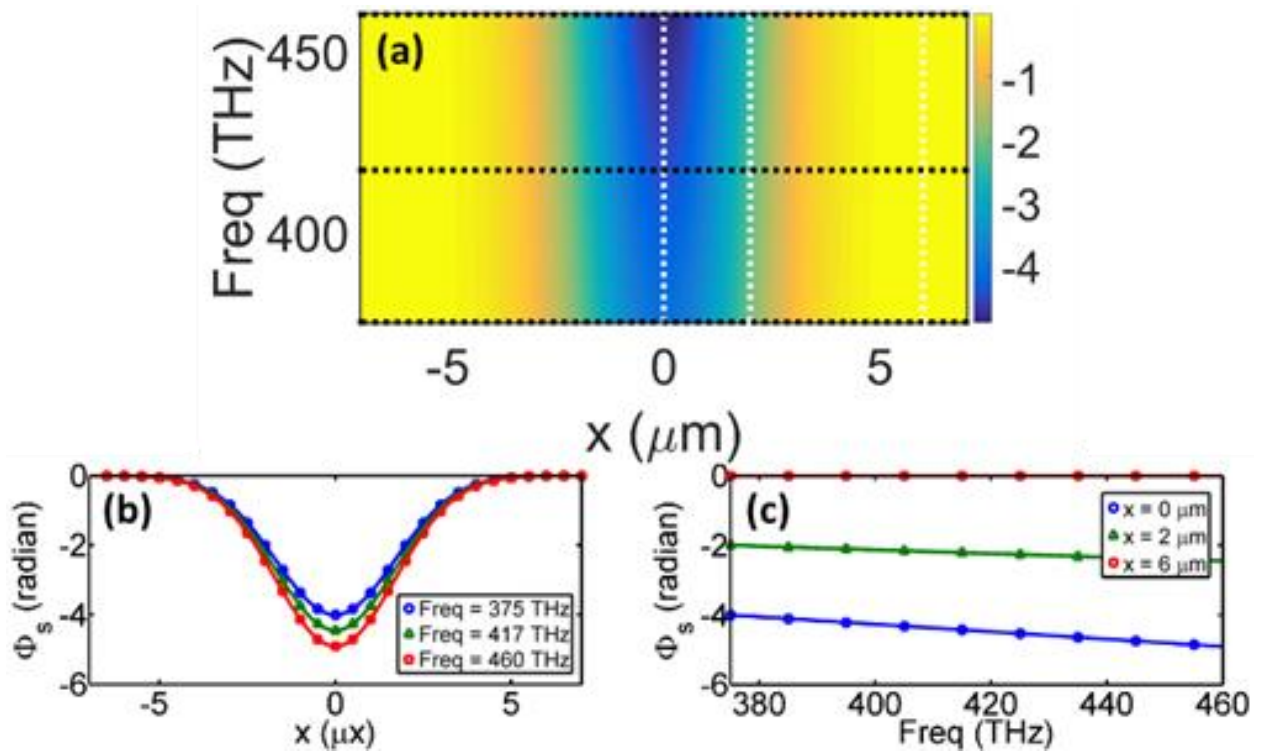 (a)
Freq (THz)
450
400
-5
0
5
x (μm)
-1
-2
-3
-4
(b)
Φs (radian)
0
-2
-4
-6
-5
0
5
x (μx)
Freq = 375 THz
Freq = 417 THz
Freq = 460 THz
(c)
Φs (radian)
0
-2
-4
-6
380
400
420
440
460
Freq (THz)
x = 0 μm
x = 2 μm
x = 6 μm